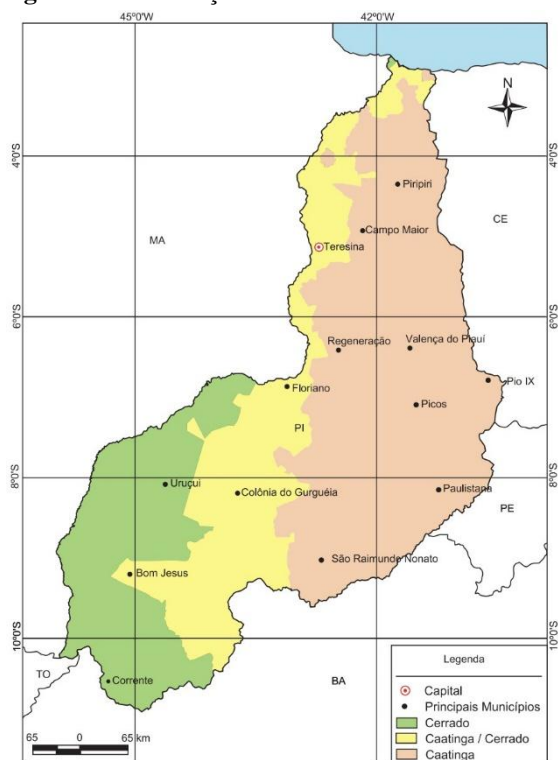 45°0'W 42°0'W
N
4°0'S 4°0'S
Piripiri
CE
Campo Maior
MA
Teresina
6°0'S 6°0'S
Regeneração Valença do Piauí
Floriano Pio IX
PI Picos
8°0'S 8°0'S
Uruçui
Colônia do Gurguéia Paulistana
PE
São Raimundo Nonato
Bom Jesus
10°0'S 10°0'S
TO
Corrente
BA
65 0 65 km
Legenda
Capital
Principais Municípios
Cerrado
Caatinga / Cerrado
Caatinga